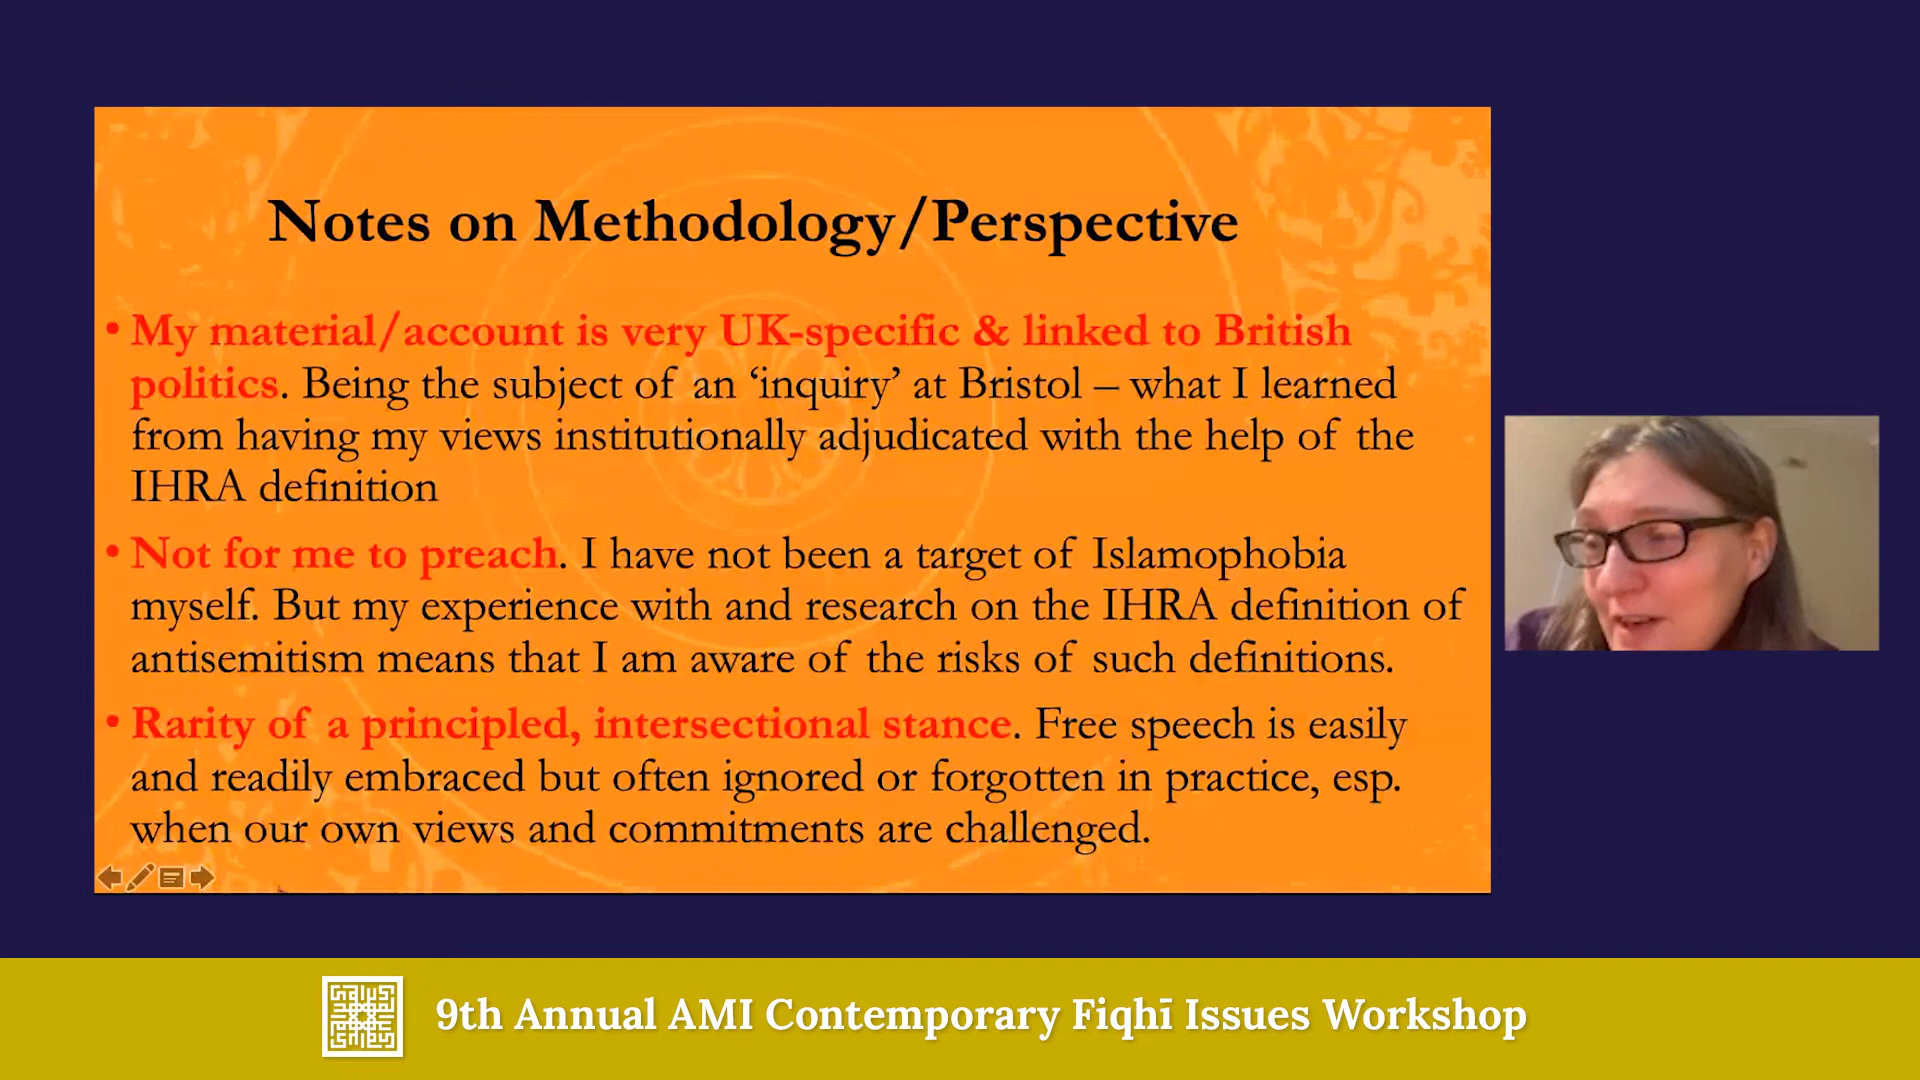 Notes on Methodology/Perspective
• My material/account is very UK-specific & linked to British
politics. Being the subject of an ‘inquiry’ at Bristol – what I learned
from having my views institutionally adjudicated with the help of the
IHRA definition
• Not for me to preach. I have not been a target of Islamophobia
myself. But my experience with and research on the IHRA definition of
antisemitism means that I am aware of the risks of such definitions.
• Rarity of a principled, intersectional stance. Free speech is easily
and readily embraced but often ignored or forgotten in practice, esp.
when our own views and commitments are challenged.
9th Annual AMI Contemporary Fiqhī Issues Workshop